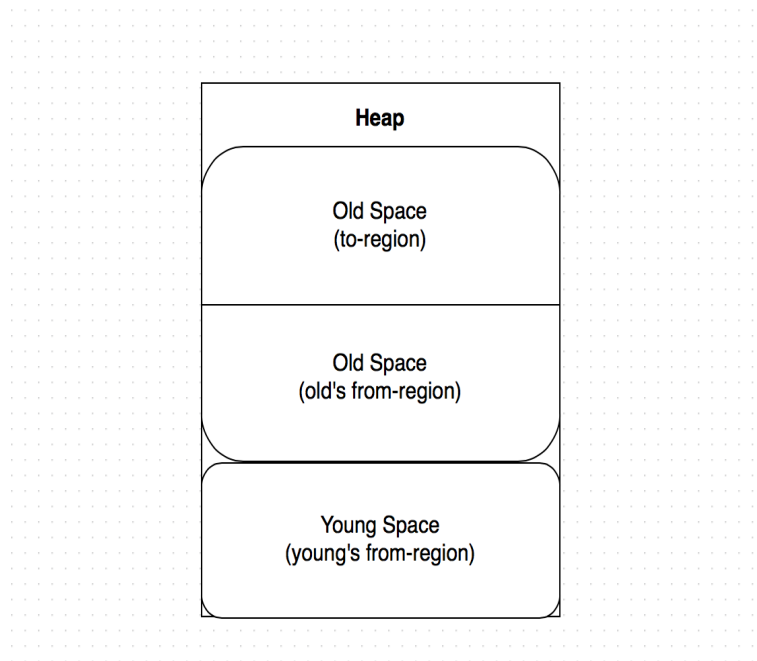 Heap
Old Space
(to-region)
Old Space
(old's from-region)
Young Space
(young's from-region)